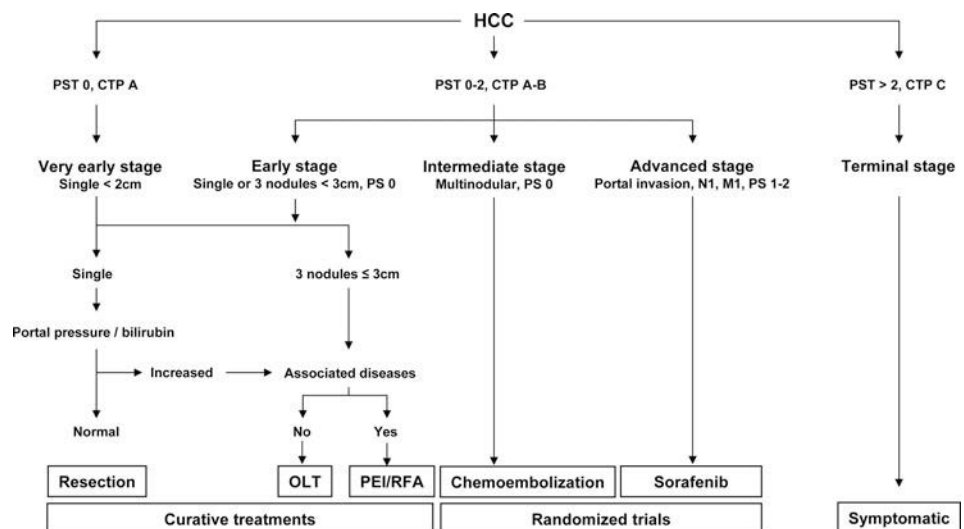 HCC
PST 0, CTP A
PST 0-2, CTP A-B
PST > 2, CTP C
Very early stage
Single < 2cm
Early stage
Single or 3 nodules < 3cm, PS 0
Intermediate stage
Multinodular, PS 0
Advanced stage
Portal invasion, N1, M1, PS 1-2
Terminal stage
Single
3 nodules ≤ 3cm
Portal pressure / bilirubin
Increased
Associated diseases
Normal
No
Yes
Resection
OLT
PEI/RFA
Chemoembolization
Sorafenib
Curative treatments
Randomized trials
Symptomatic